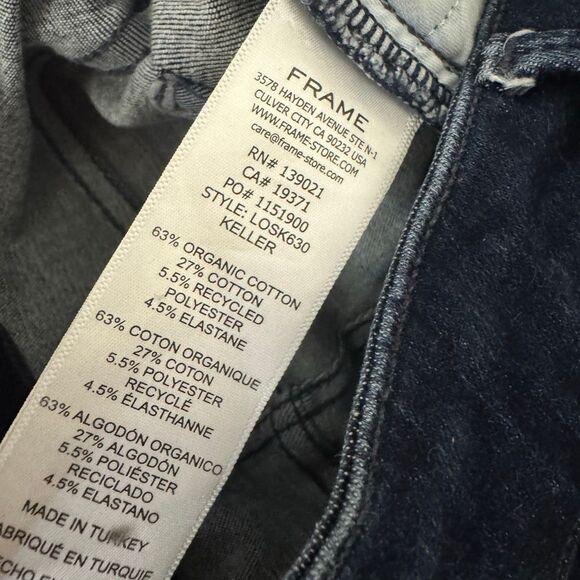 FRAME
3578 HAYDEN AVENUE STE N-1
CULVER CITY CA 90232 USA
WWW.FRAME-STORE.COM
care@frame-store.com
RN# 139021
CA# 19371
PO# 1151900
STYLE: LOSK630
KELLER
63% ORGANIC COTTON
27% COTTON
5.5% RECYCLED
POLYESTER
4.5% ELASTANE
63% COTON ORGANIQUE
27% COTON
5.5% POLYESTER
RECYCLÉ
4.5% ÉLASTHANNE
63% ALGODÓN ORGANICO
27% ALGODÓN
5.5% POLIÉSTER
RECICLADO
4.5% ELASTANO
MADE IN TURKEY
FABRIQUÉ EN TURQUIE